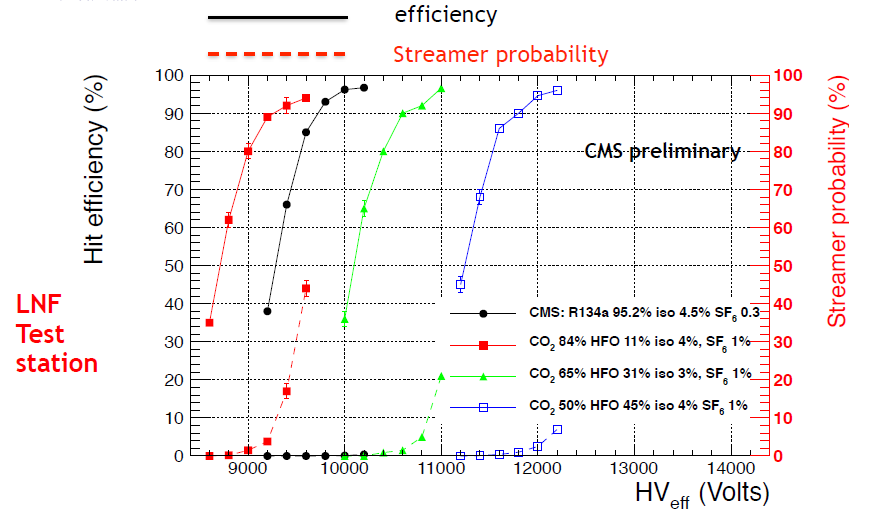 efficiency
Streamer probability
Hit efficiency (%)
100
90
80
70
60
50
40
30
20
10
0
100
90
80
70
60
50
40
30
20
10
0
Streamer probability (%)
CMS preliminary
LNF
Test
station
CMS: R134a 95.2% iso 4.5% SF6 0.3
CO2 84% HFO 11% iso 4%, SF6 1%
CO2 65% HFO 31% iso 3%, SF6 1%
CO2 50% HFO 45% iso 4% SF6 1%
9000 10000 11000 12000 13000 14000
HVeff (Volts)